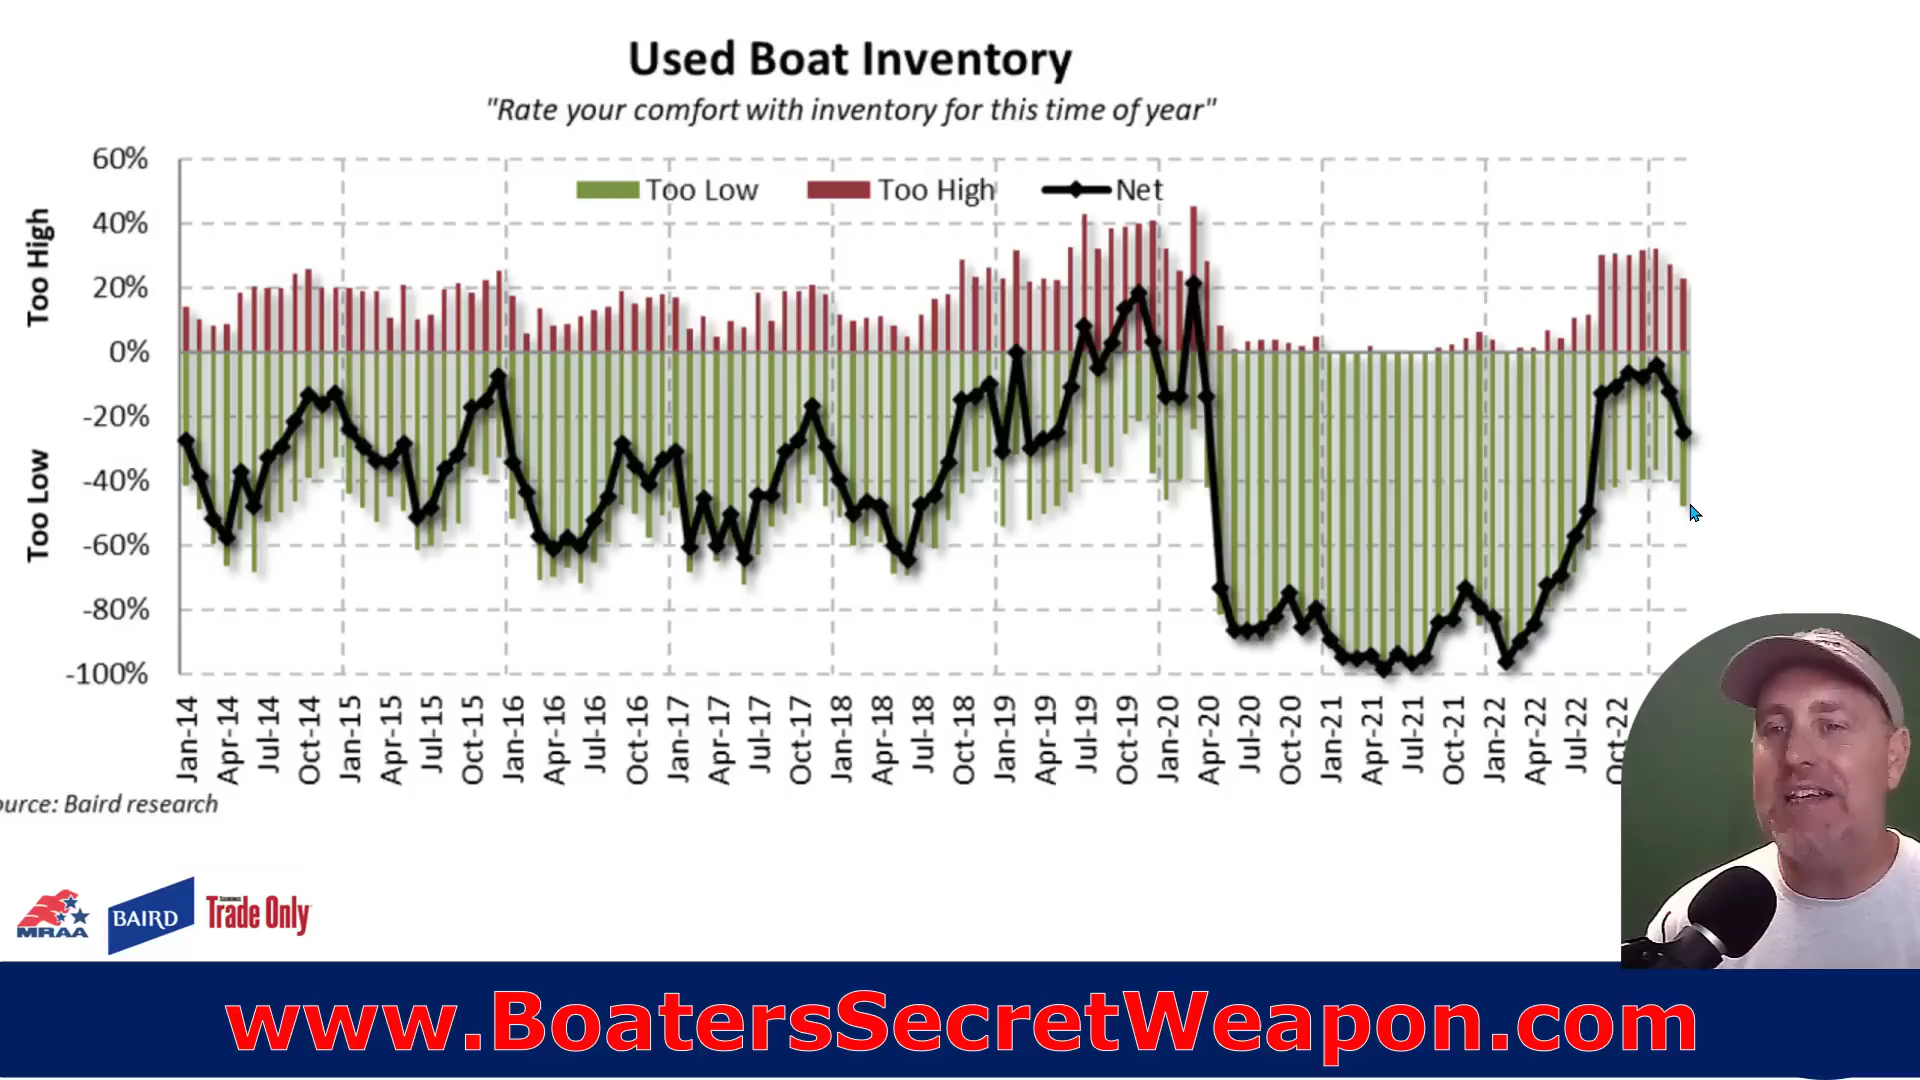 Used Boat Inventory
"Rate your comfort with inventory for this time of year"
Too Low Too High Net
Too High
Too Low
60%
40%
20%
0%
-20%
-40%
-60%
-80%
-100%
Jan-14 Apr-14 Jul-14 Oct-14 Jan-15 Apr-15 Jul-15 Oct-15 Jan-16 Apr-16 Jul-16 Oct-16 Jan-17 Apr-17 Jul-17 Oct-17 Jan-18 Apr-18 Jul-18 Oct-18 Jan-19 Apr-19 Jul-19 Oct-19 Jan-20 Apr-20 Jul-20 Oct-20 Jan-21 Apr-21 Jul-21 Oct-21 Jan-22 Apr-22 Jul-22 Oct-22
ource: Baird research
MRAA
BAIRD
Trade Only
www.BoatersSecretWeapon.com